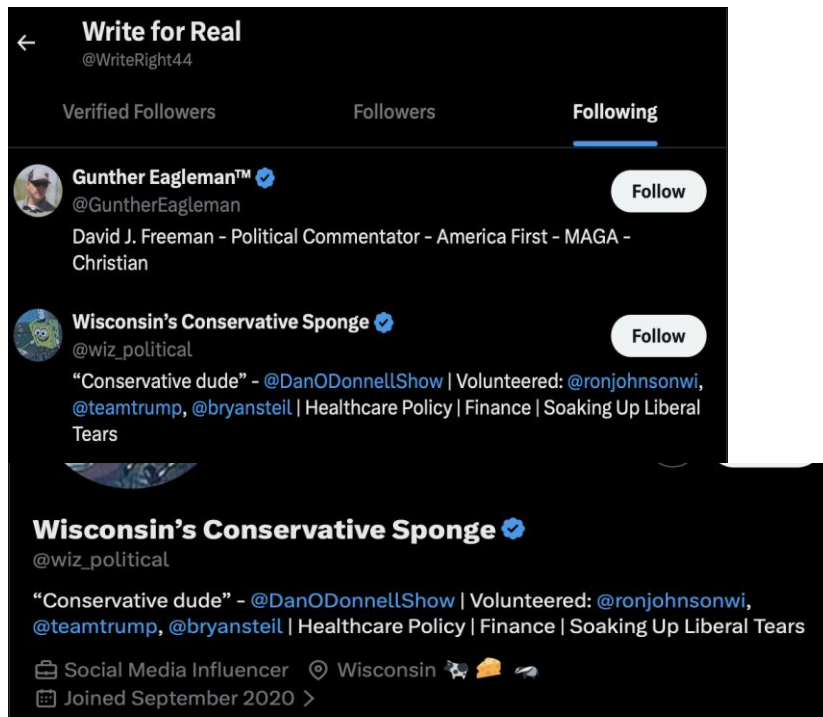 Write for Real
@WriteRight44
Verified Followers Followers Following
Gunther Eagleman™
Follow
@GuntherEagleman
David J. Freeman - Political Commentator - America First - MAGA -
Christian
Wisconsin's Conservative Sponge
Follow
@wiz_political
“Conservative dude” - @DanODonnellShow | Volunteered: @ronjohnsonwi,
@teamtrump, @bryansteil | Healthcare Policy | Finance | Soaking Up Liberal
Tears
Wisconsin's Conservative Sponge
@wiz_political
“Conservative dude” - @DanODonnellShow | Volunteered: @ronjohnsonwi,
@teamtrump, @bryansteil | Healthcare Policy | Finance | Soaking Up Liberal Tears
Social Media Influencer Wisconsin 🐄 🧀 🦡
Joined September 2020 >